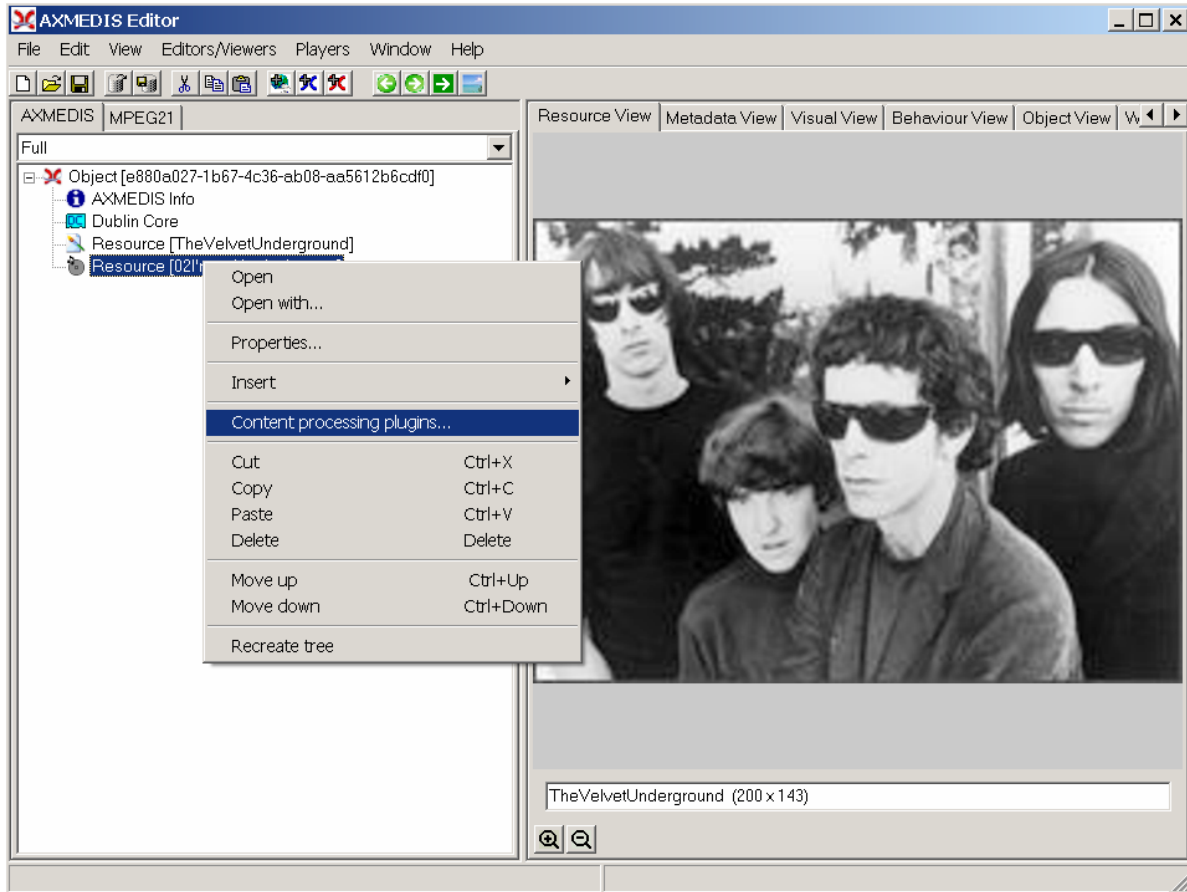 AXMEDIS Editor
File Edit View Editors/Viewers Players Window Help
AXMEDIS MPEG21
Full
Object [e880a027-1b67-4c36-ab08-aa5612b6cdf0]
AXMEDIS Info
DC Dublin Core
Resource [TheVelvetUnderground]
Resource [02I'm
Open
Open with...
Properties...
Insert
Content processing plugins...
Cut Ctrl+X
Copy Ctrl+C
Paste Ctrl+V
Delete Delete
Move up Ctrl+Up
Move down Ctrl+Down
Recreate tree
Resource View Metadata View Visual View Behaviour View Object View
TheVelvetUnderground (200 x 143)